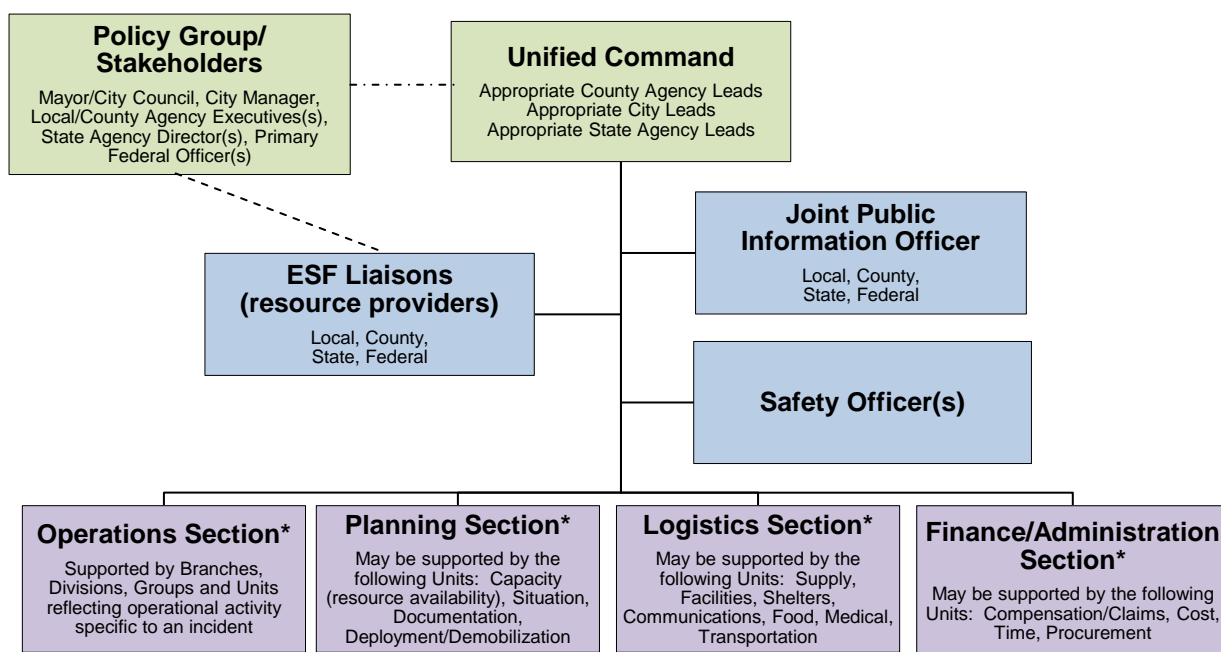 Policy Group/
Stakeholders
Mayor/City Council, City Manager,
Local/County Agency Executives(s),
State Agency Director(s), Primary
Federal Officer(s)
Unified Command
Appropriate County Agency Leads
Appropriate City Leads
Appropriate State Agency Leads
Joint Public
Information Officer
Local, County,
State, Federal
ESF Liaisons
(resource providers)
Local, County,
State, Federal
Safety Officer(s)
Operations Section*
Supported by Branches,
Divisions, Groups and Units
reflecting operational activity
specific to an incident
Planning Section*
May be supported by the
following Units: Capacity
(resource availability), Situation,
Documentation,
Deployment/Demobilization
Logistics Section*
May be supported by the
following Units: Supply,
Facilities, Shelters,
Communications, Food, Medical,
Transportation
Finance/Administration
Section*
May be supported by the following
Units: Compensation/Claims, Cost,
Time, Procurement